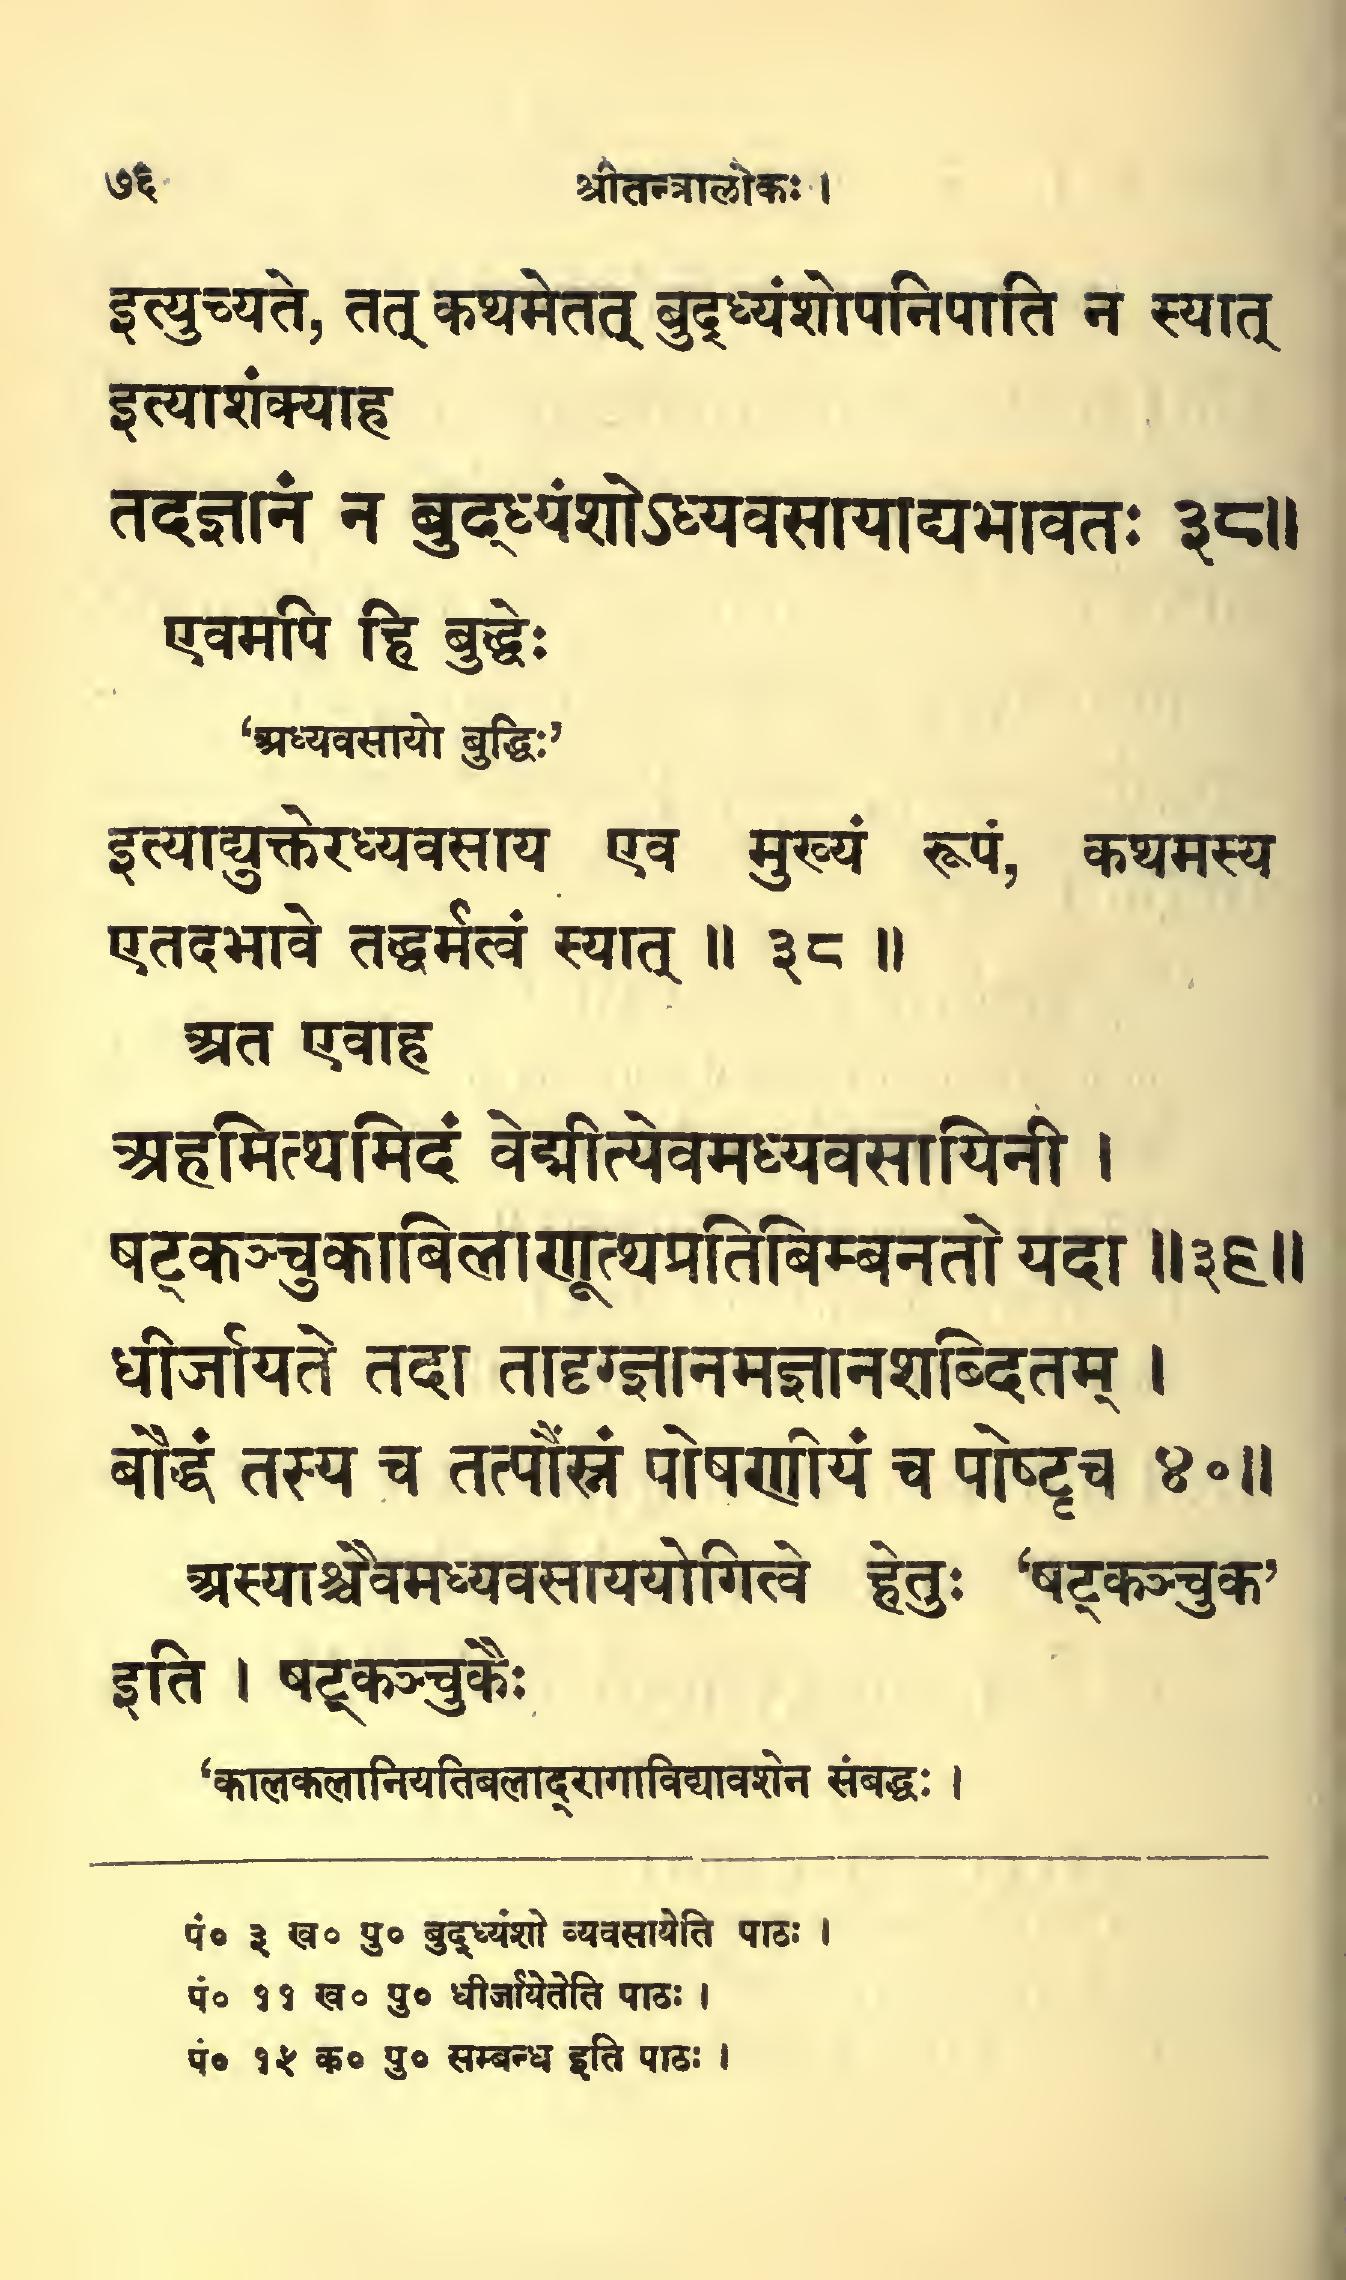 ७६ श्रीतन्त्रालोकः ।
इत्युच्यते, तत् कथमेतत् बुद्ध्यंशोपनिपाति न स्यात्
इत्याशंक्याह
तदज्ञानं न बुद्ध्यंशोऽध्यवसायाद्यभावतः ३८॥
एवमपि हि बुद्धेः
‘अध्यवसायो बुद्धिः’
इत्याद्युक्तेरध्यवसाय एव मुख्यं रूपं, कथमस्य
एतदभावे तद्धर्मत्वं स्यात् ॥ ३८ ॥
अत एवाह
अहमित्थमिदं वेद्मीत्येवमध्यवसायिनी ।
षट्कञ्चुकाबिलाणूत्थप्रतिबिम्बनतो यदा ॥३९॥
धीर्जायते तदा तादृग्ज्ञानमज्ञानशब्दितम् ।
बौद्धं तस्य च तत्पौंस्नं पोषणीयं च पोष्टृच ४०॥
अस्याश्चैवमध्यवसाययोगित्वे हेतुः ‘षट्कञ्चुक’
इति । षट्कञ्चुकैः
‘कालकलानियतिबलाद्रागाविद्यावशेन संबद्धः ।
पं० ३ ख० पु० बुद्ध्यंशो व्यवसायेति पाठः ।
पं० ११ ख० पु० धीर्जायेतेति पाठः ।
पं० १५ क० पु० सम्बन्ध इति पाठः ।